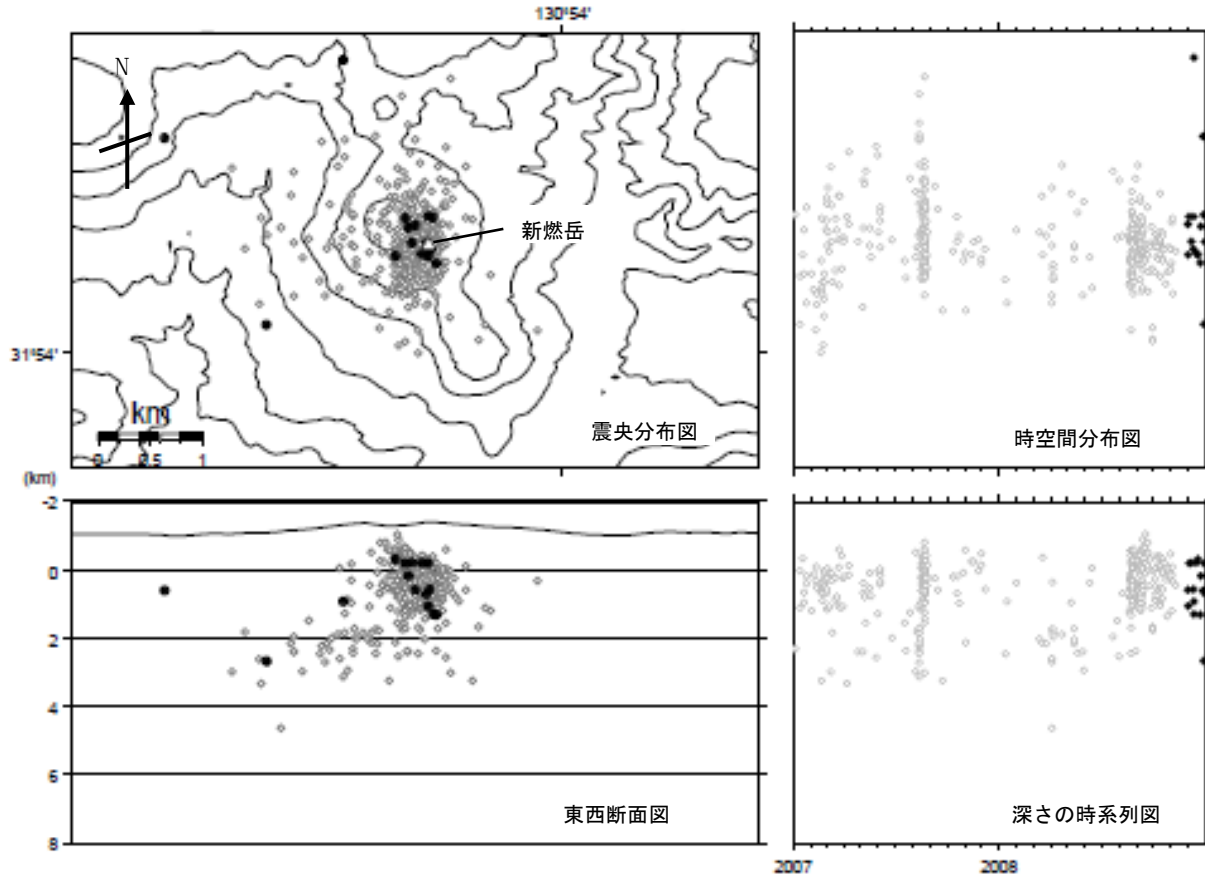 130°54'
N
新燃岳
31°54'
km
0 0.5 1
震央分布図
時空間分布図
(km)
-2
0
2
4
6
8
東西断面図
深さの時系列図
2007 2008